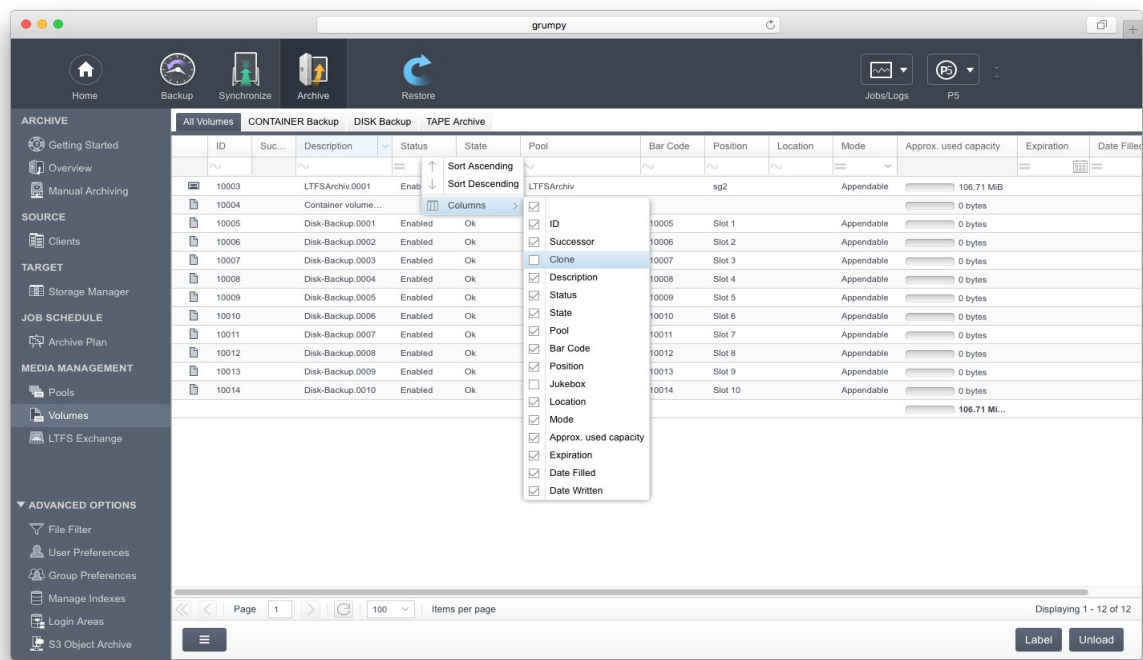 grumpy
Home Backup Synchronize Archive Restore Jobs/Logs P5
ARCHIVE
Getting Started
Overview
Manual Archiving
SOURCE
Clients
TARGET
Storage Manager
JOB SCHEDULE
Archive Plan
MEDIA MANAGEMENT
Pools
Volumes
LTFS Exchange
ADVANCED OPTIONS
File Filter
User Preferences
Group Preferences
Manage Indexes
Login Areas
S3 Object Archive
All Volumes CONTAINER Backup DISK Backup TAPE Archive
ID Suc... Description Status State Pool Bar Code Position Location Mode Approx. used capacity Expiration Date Filled
10003 LTFSArchiv.0001 Enab LTFSArchiv sg2 Appendable 106.71 MiB
10004 Container volume... 0 bytes
10005 Disk-Backup.0001 Enabled Ok 10005 Slot 1 Appendable 0 bytes
10006 Disk-Backup.0002 Enabled Ok 10006 Slot 2 Appendable 0 bytes
10007 Disk-Backup.0003 Enabled Ok 10007 Slot 3 Appendable 0 bytes
10008 Disk-Backup.0004 Enabled Ok 10008 Slot 4 Appendable 0 bytes
10009 Disk-Backup.0005 Enabled Ok 10009 Slot 5 Appendable 0 bytes
10010 Disk-Backup.0006 Enabled Ok 10010 Slot 6 Appendable 0 bytes
10011 Disk-Backup.0007 Enabled Ok 10011 Slot 7 Appendable 0 bytes
10012 Disk-Backup.0008 Enabled Ok 10012 Slot 8 Appendable 0 bytes
10013 Disk-Backup.0009 Enabled Ok 10013 Slot 9 Appendable 0 bytes
10014 Disk-Backup.0010 Enabled Ok 10014 Slot 10 Appendable 0 bytes
106.71 Mi...
Sort Ascending
Sort Descending
Columns
ID
Successor
Clone
Description
Status
State
Pool
Bar Code
Position
Jukebox
Location
Mode
Approx. used capacity
Expiration
Date Filled
Date Written
Page 1 100 Items per page Displaying 1 - 12 of 12
Label Unload